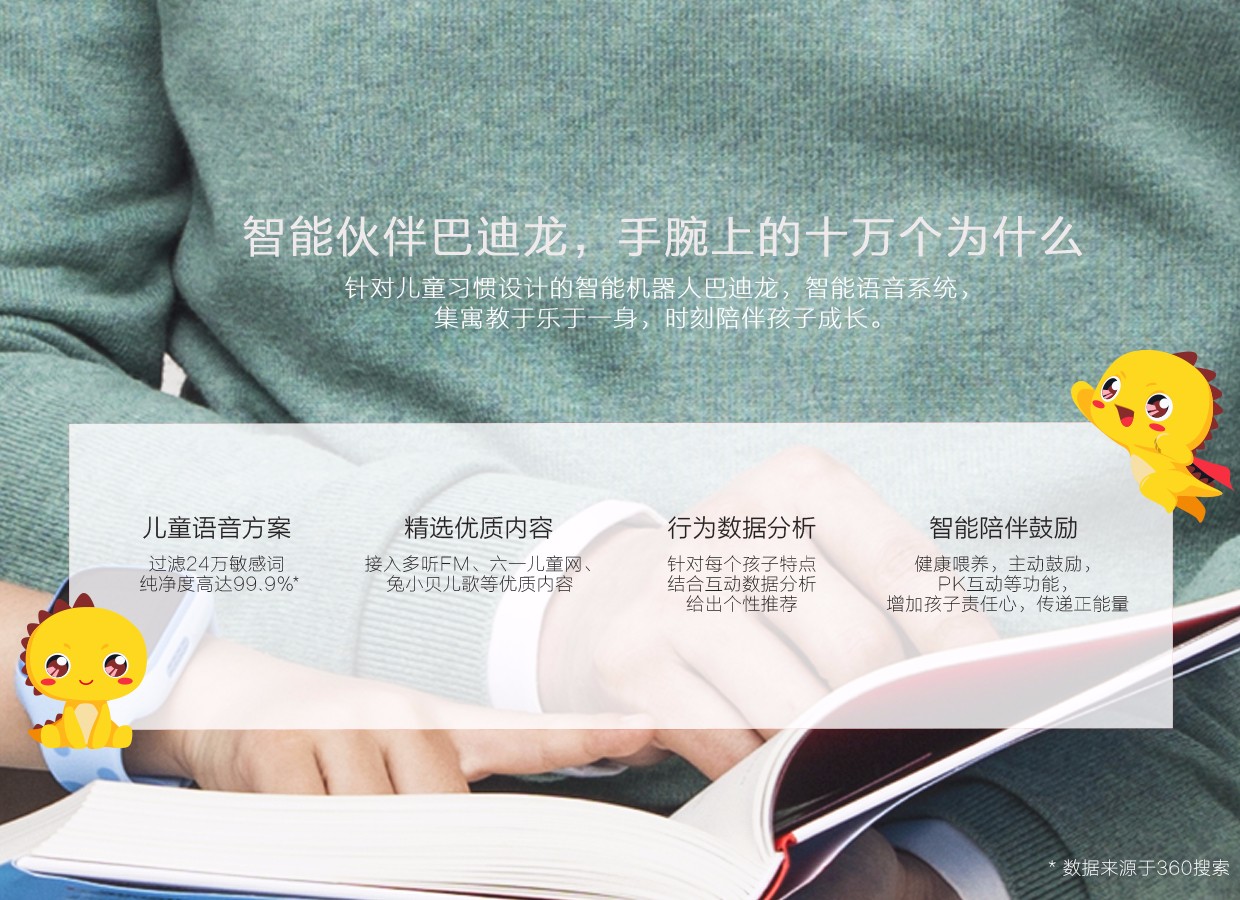 智能伙伴巴迪龙，手腕上的十万个为什么
针对儿童习惯设计的智能机器人巴迪龙，智能语音系统，
集寓教于乐于一身，时刻陪伴孩子成长。
儿童语音方案
过滤24万敏感词
纯净度高达99.9%*
精选优质内容
接入多听FM、六一儿童网、
兔小贝儿歌等优质内容
行为数据分析
针对每个孩子特点
结合互动数据分析
给出个性推荐
智能陪伴鼓励
健康喂养，主动鼓励，
PK互动等功能，
增加孩子责任心，传递正能量
* 数据来源于360搜索